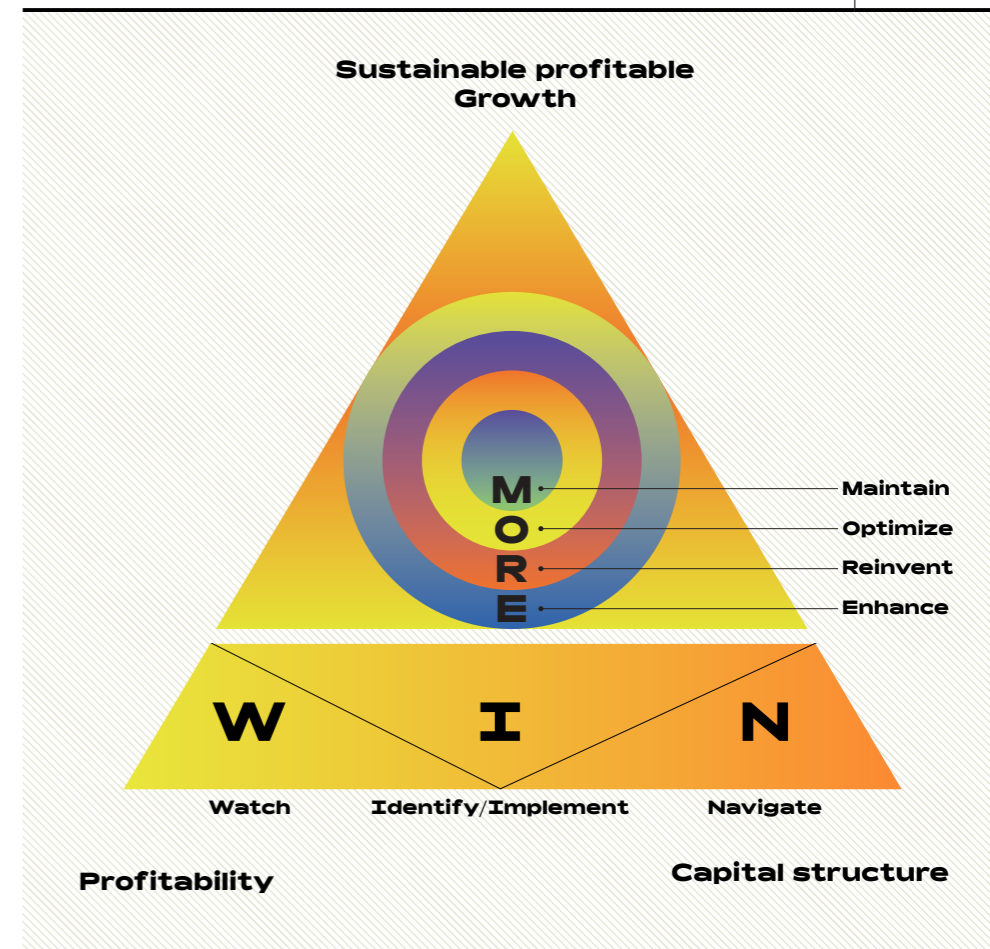 Sustainable profitable
Growth
M
Maintain
O
Optimize
R
Reinvent
E
Enhance
W
I
N
Watch
Identify/Implement
Navigate
Profitability
Capital structure